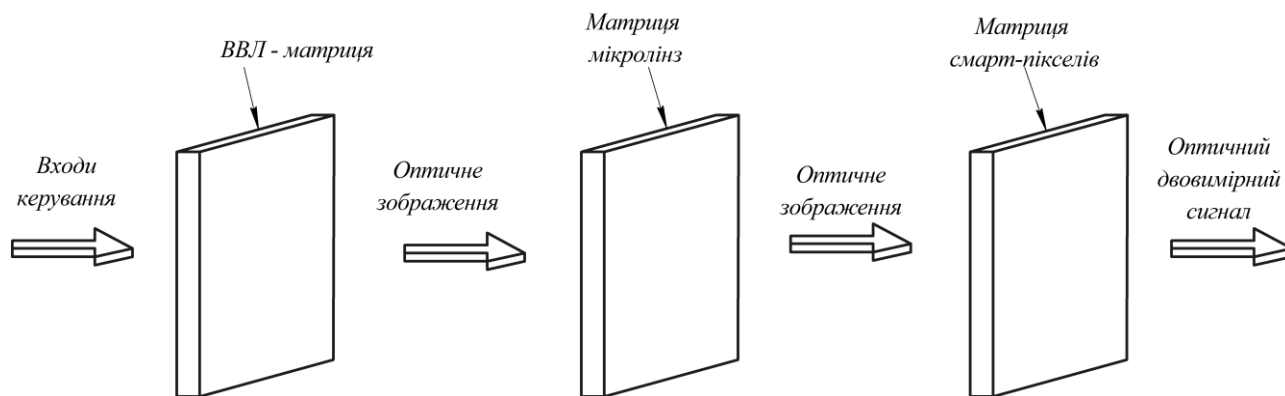 ВВЛ - матриця
Матриця
мікролінз
Матриця
смарт-пікселів
Входи
керування
Оптичне
зображення
Оптичне
зображення
Оптичний
двовимірний
сигнал